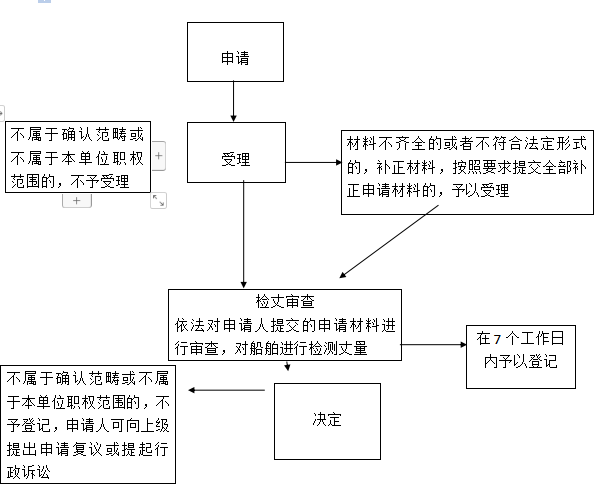 申请
受理
不属于确认范畴或
不属于本单位职权
范围的，不予受理
材料不齐全的或者不符合法定形式
的，补正材料，按照要求提交全部补
正申请材料的，予以受理
检丈审查
依法对申请人提交的申请材料进
行审查，对船舶进行检测丈量
在 7 个工作日
内予以登记
不属于确认范畴或不属
于本单位职权范围的，不
予登记，申请人可向上级
提出申请复议或提起行
政诉讼
决定